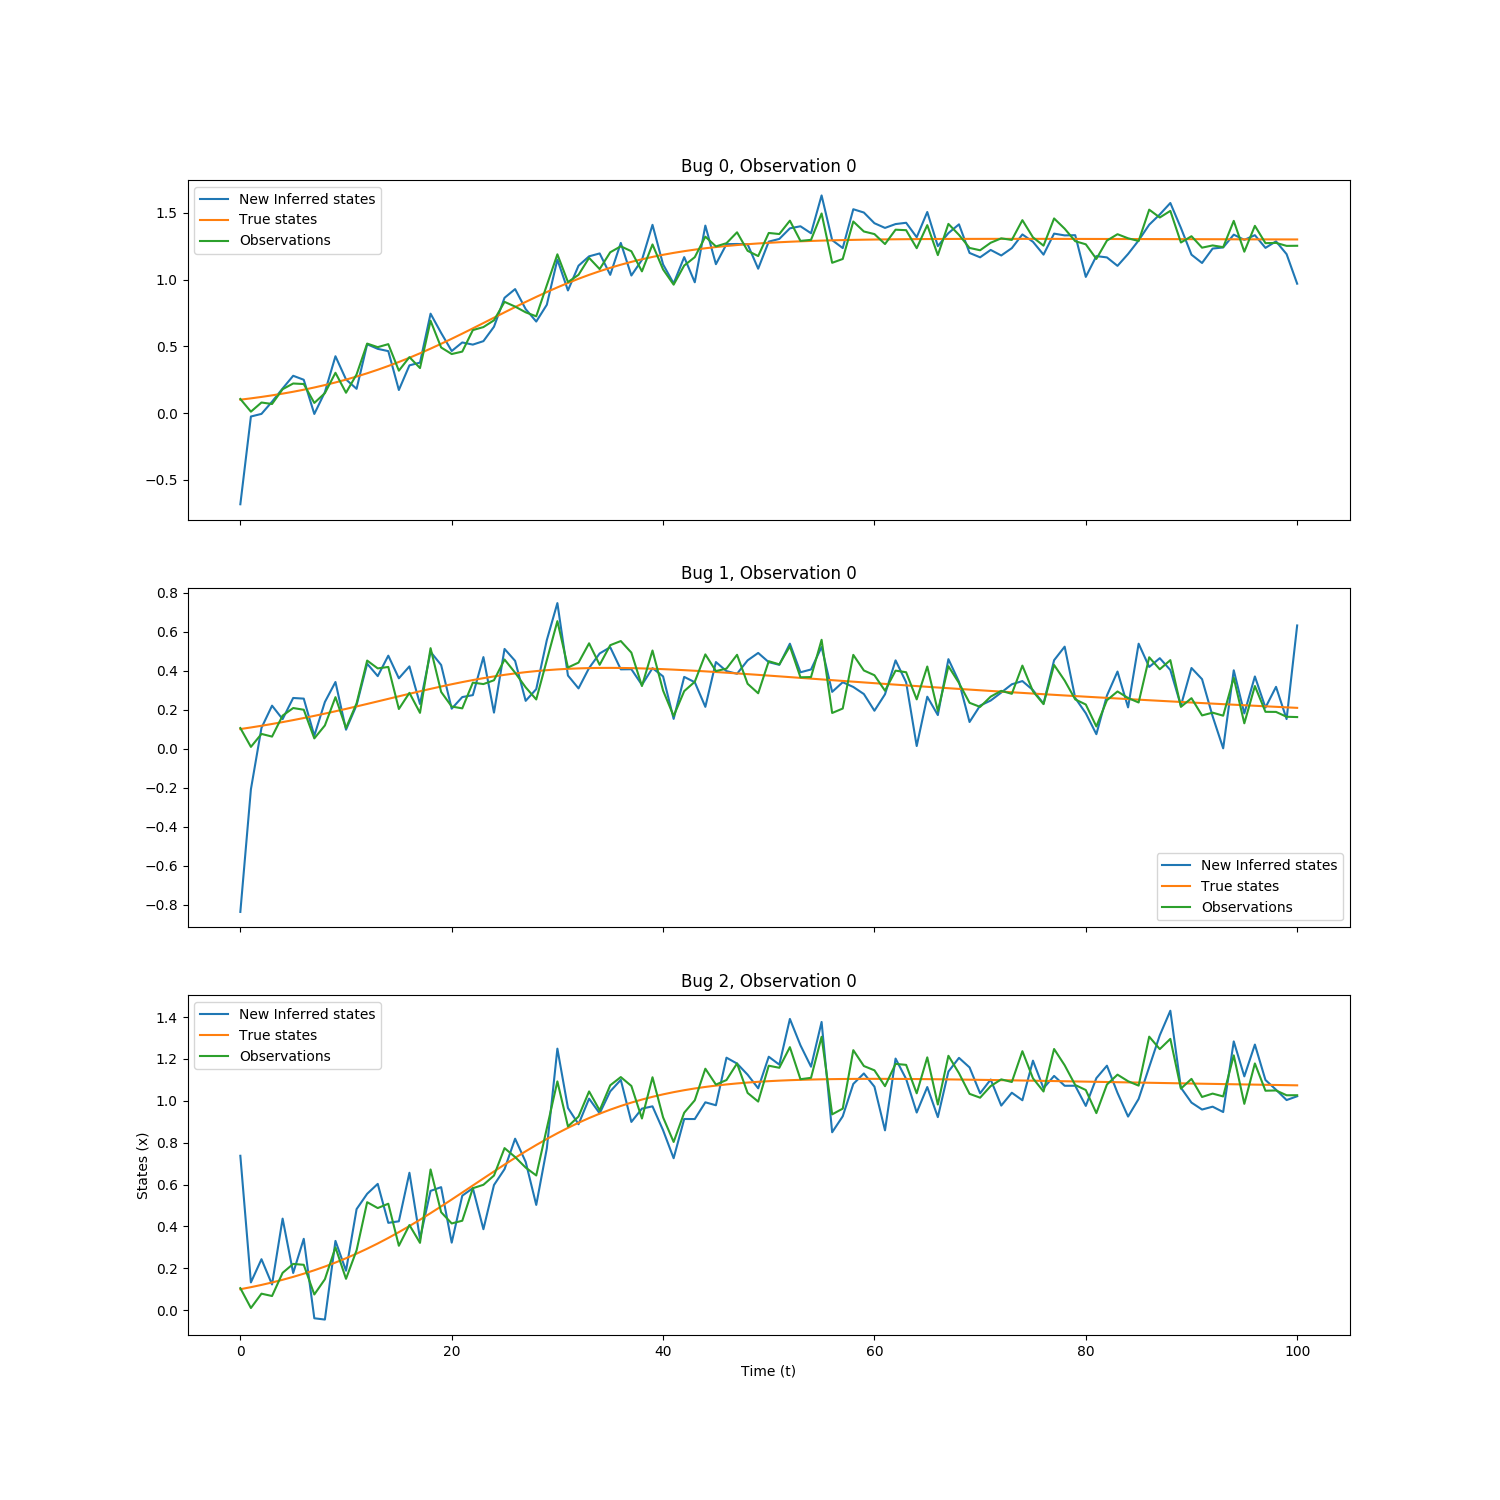 Bug 0, Observation 0
New Inferred states
True states
Observations
1.5
1.0
0.5
0.0
−0.5
Bug 1, Observation 0
0.8
0.6
0.4
0.2
0.0
−0.2
−0.4
−0.6
−0.8
New Inferred states
True states
Observations
Bug 2, Observation 0
New Inferred states
True states
Observations
1.4
1.2
1.0
0.8
0.6
0.4
0.2
0.0
States (x)
0 20 40 60 80 100
Time (t)